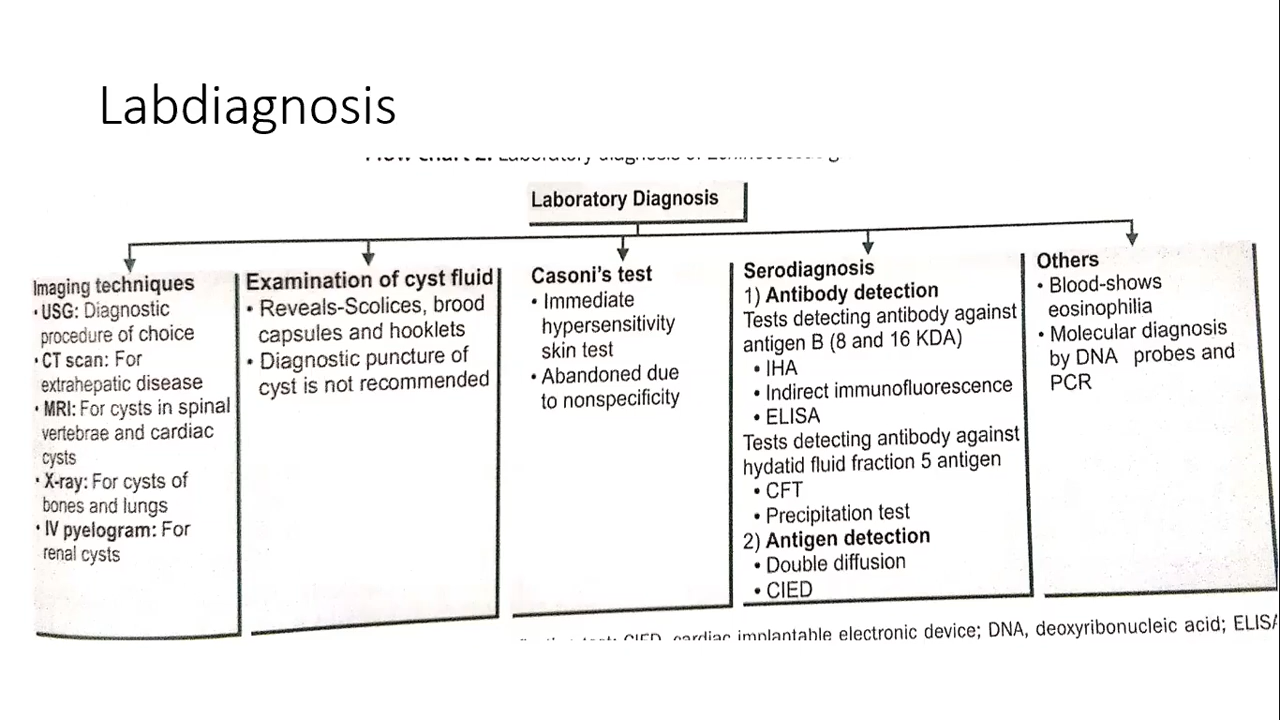 Labdiagnosis
Laboratory Diagnosis
Imaging techniques
• USG: Diagnostic
procedure of choice
• CT scan: For
extrahepatic disease
• MRI: For cysts in spinal
vertebrae and cardiac
cysts
• X-ray: For cysts of
bones and lungs
• IV pyelogram: For
renal cysts
Examination of cyst fluid
• Reveals-Scolices, brood
capsules and hooklets
• Diagnostic puncture of
cyst is not recommended
Casoni's test
• Immediate
hypersensitivity
skin test
• Abandoned due
to nonspecificity
Serodiagnosis
1) Antibody detection
Tests detecting antibody against
antigen B (8 and 16 KDA)
• IHA
• Indirect immunofluorescence
• ELISA
Tests detecting antibody against
hydatid fluid fraction 5 antigen
• CFT
• Precipitation test
2) Antigen detection
• Double diffusion
• CIED
Others
• Blood-shows
eosinophilia
• Molecular diagnosis
by DNA probes and
PCR
CIED, cardiac implantable electronic device; DNA, deoxyribonucleic acid; ELISA